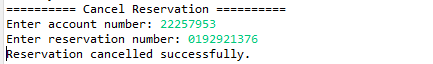 ========== Cancel Reservation ==========
Enter account number: 22257953
Enter reservation number: 0192921376
Reservation cancelled successfully.